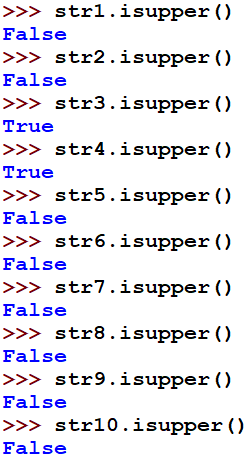 >>> str1.isupper()
False
>>> str2.isupper()
False
>>> str3.isupper()
True
>>> str4.isupper()
True
>>> str5.isupper()
False
>>> str6.isupper()
False
>>> str7.isupper()
False
>>> str8.isupper()
False
>>> str9.isupper()
False
>>> str10.isupper()
False